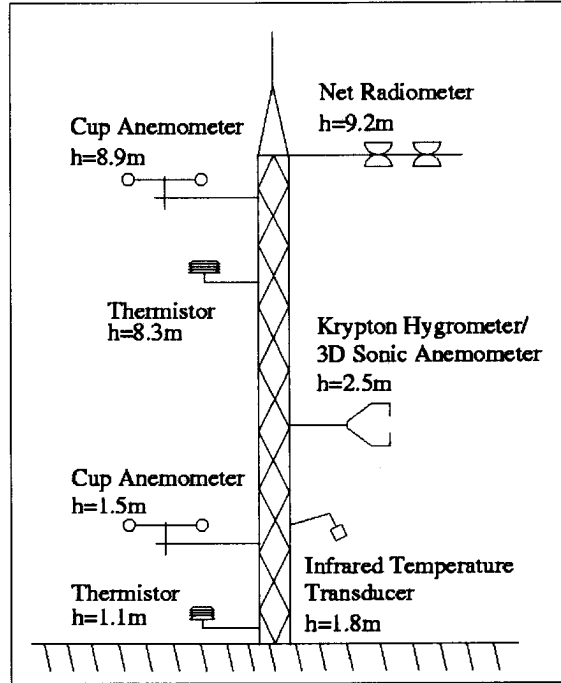 Net Radiometer
h=9.2m
Cup Anemometer
h=8.9m
Thermistor
h=8.3m
Krypton Hygrometer/
3D Sonic Anemometer
h=2.5m
Cup Anemometer
h=1.5m
Infrared Temperature
Transducer
h=1.8m
Thermistor
h=1.1m